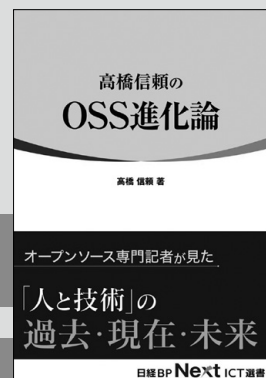 高橋信頼の
OSS進化論
高橋 信頼 著
オープンソース専門記者が見た
「人と技術」の
過去・現在・未来
日経BP Next ICT選書